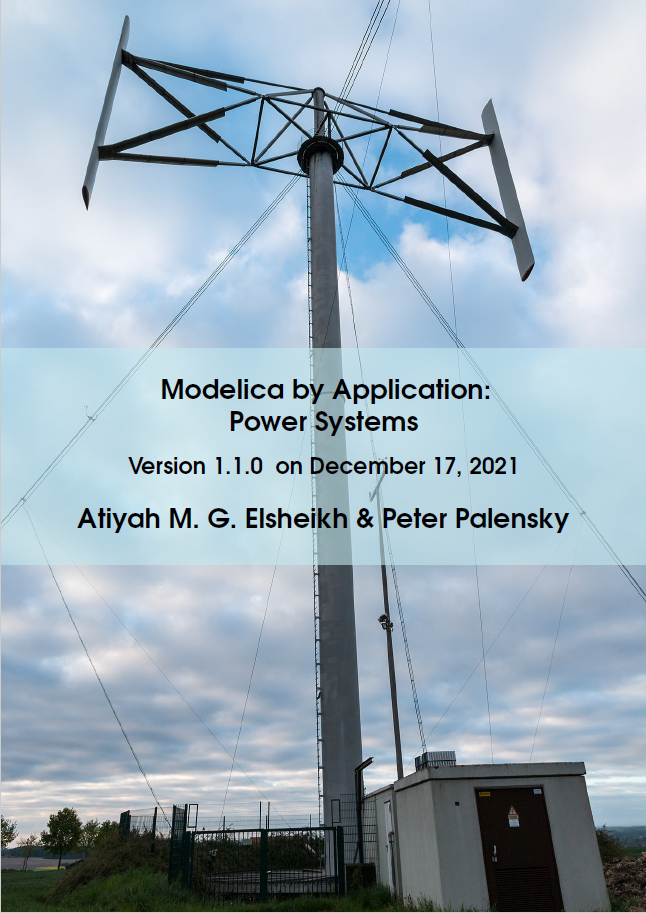 Modelica by Application:
Power Systems
Version 1.1.0 on December 17, 2021
Atiyah M. G. Elsheikh & Peter Palensky